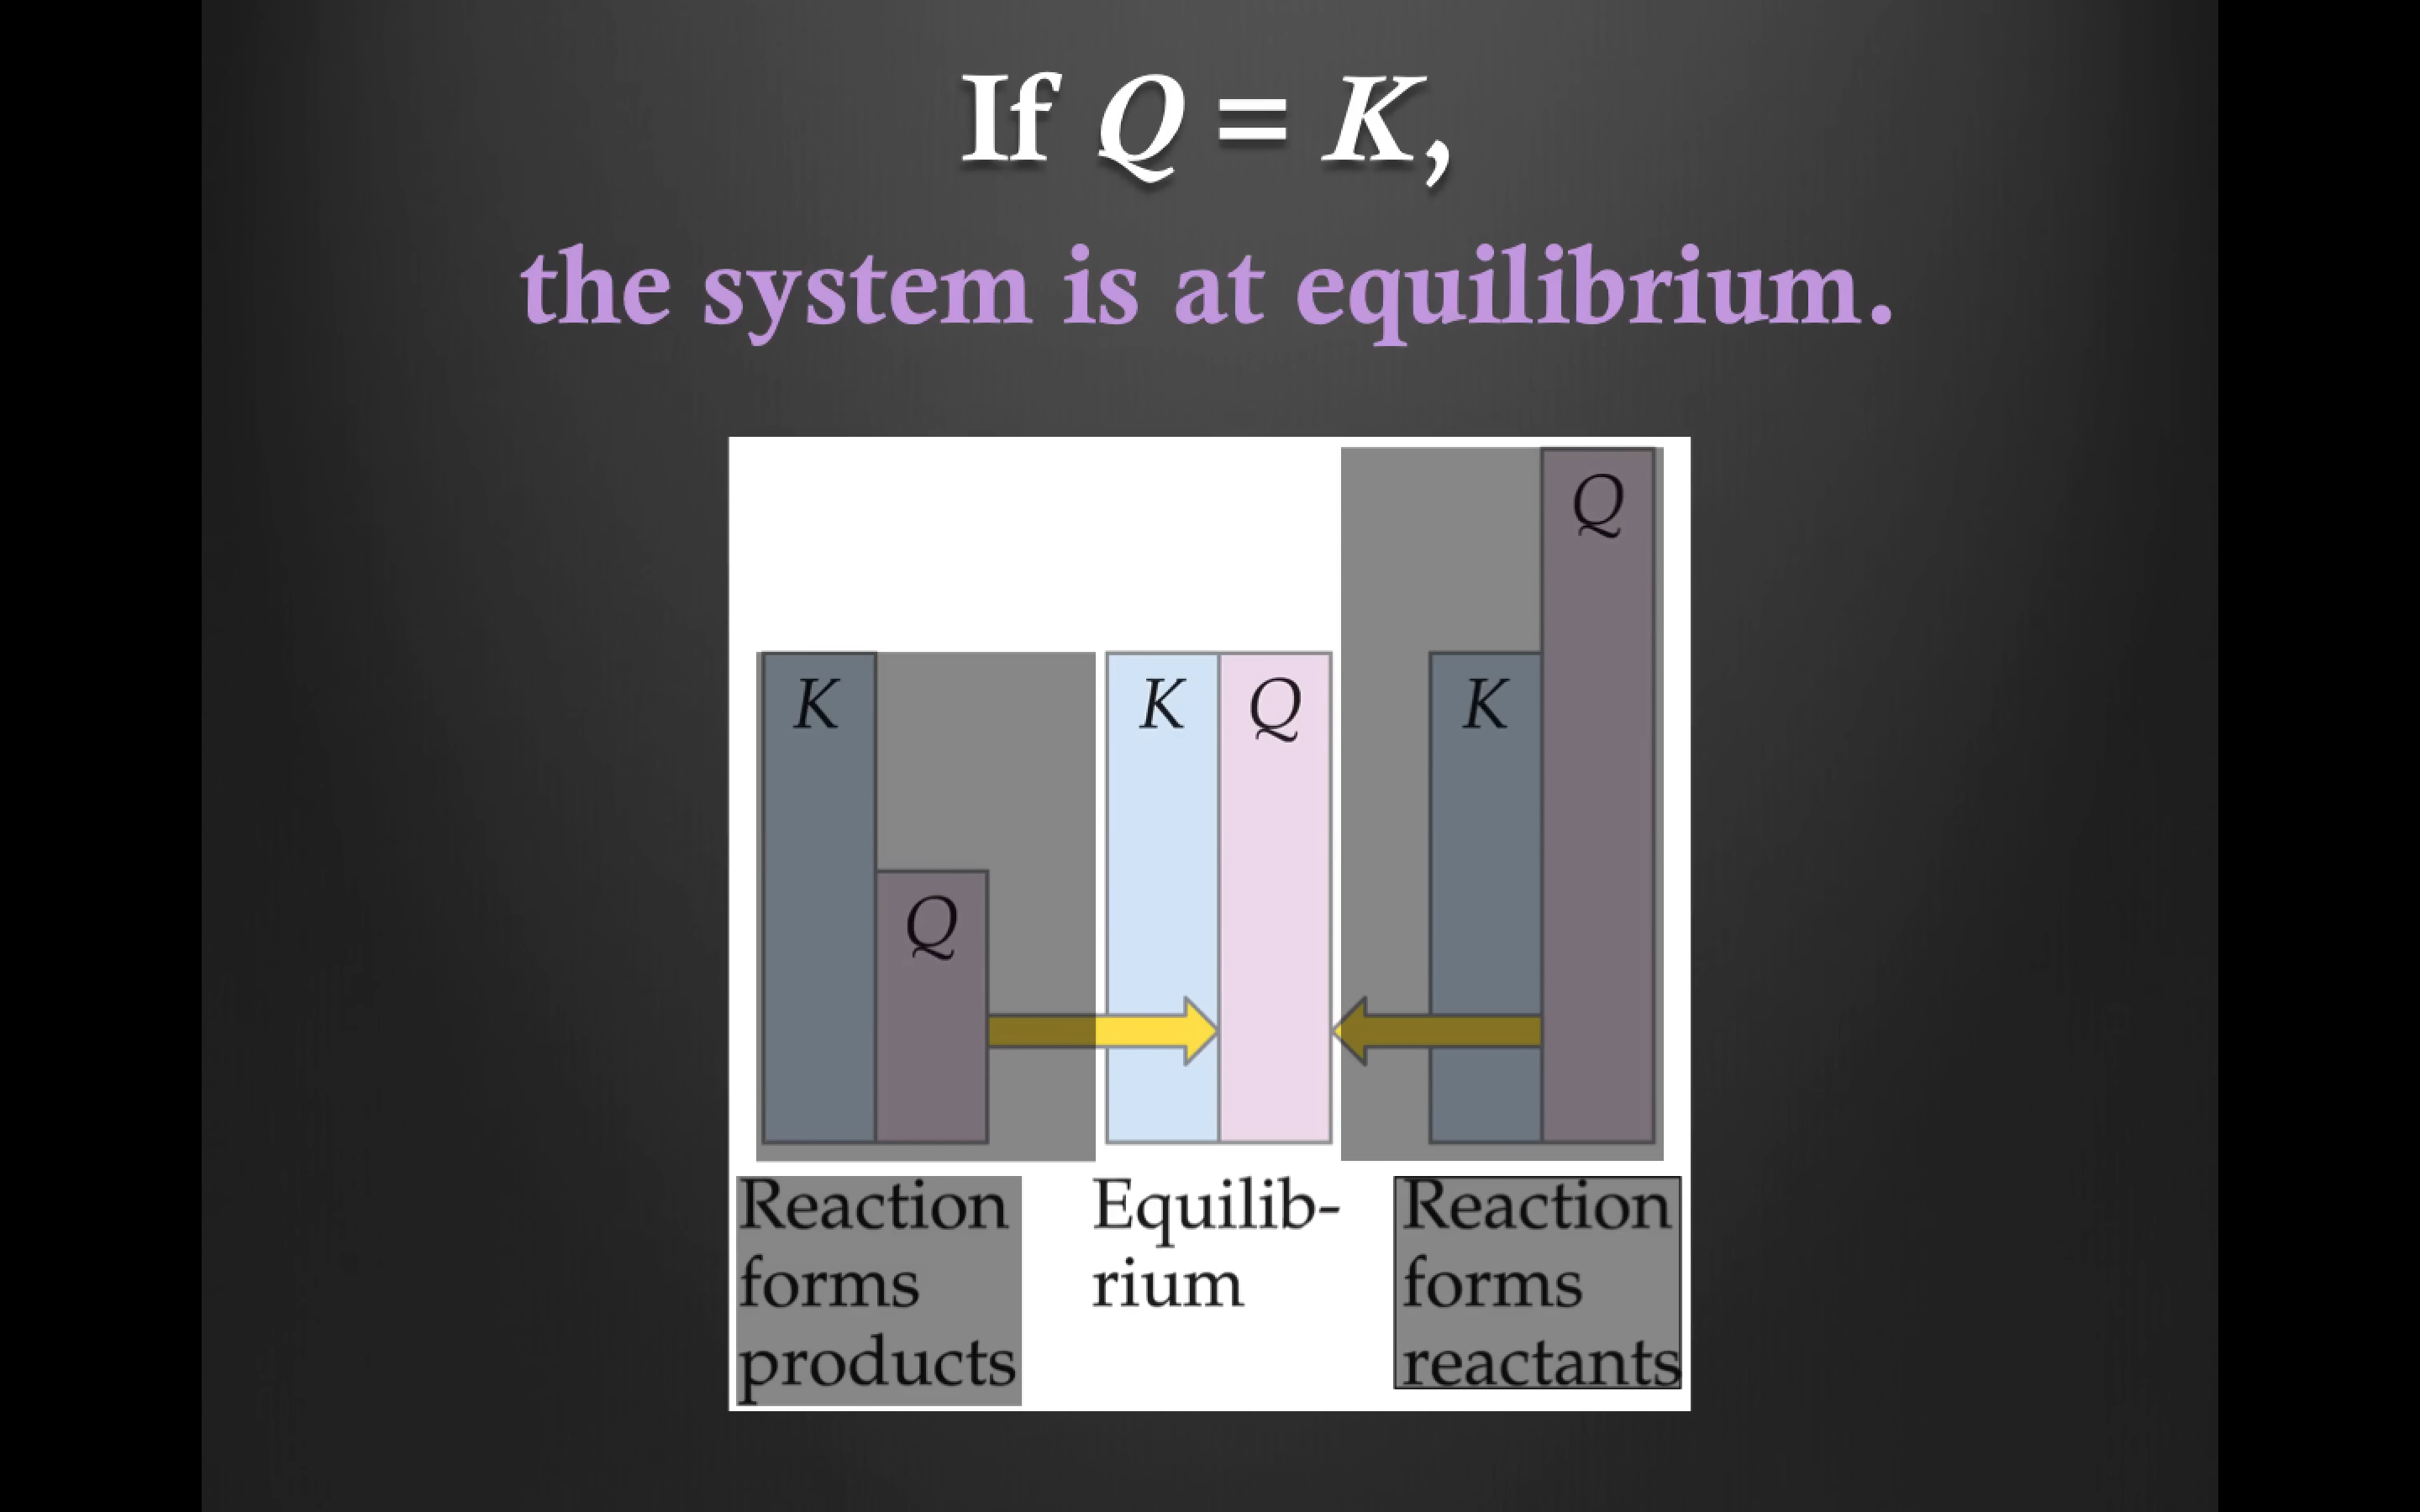 If Q = K,
the system is at equilibrium.
Q
K
K Q
K
Q
Reaction
forms
products
Equilib-
rium
Reaction
forms
reactants